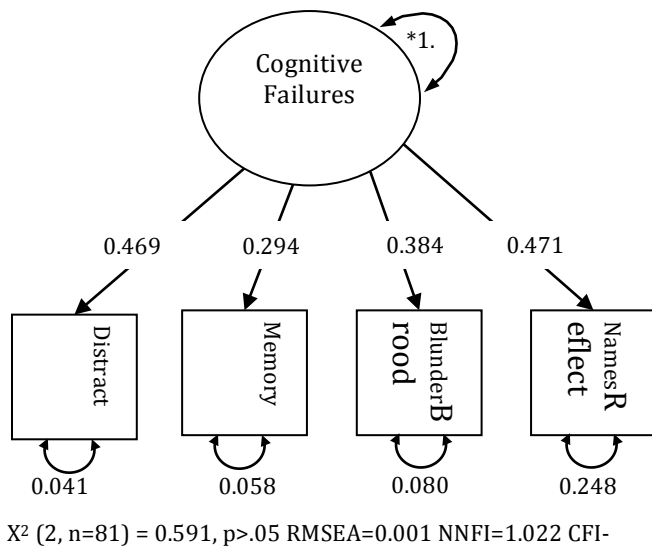 *1.
Cognitive
Failures
0.469
0.294
0.384
0.471
Distract
Memory
BlunderB
rood
NamesR
eflect
0.041
0.058
0.080
0.248
X² (2, n=81) = 0.591, p>.05 RMSEA=0.001 NNFI=1.022 CFI-